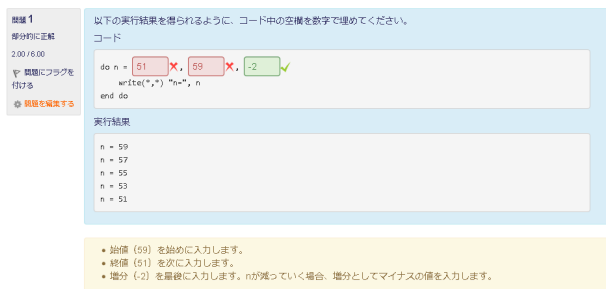 問題 1
部分的に正解
2.00 / 6.00
問題にフラグを
付ける
問題を編集する
以下の実行結果を得られるように、コード中の空欄を数字で埋めてください。
コード
do n = 51, 59, -2
write(*,*) "n=", n
end do
実行結果
n = 59
n = 57
n = 55
n = 53
n = 51
始値（59）を始めに入力します。
終値（51）を次に入力します。
増分（-2）を最後に入力します。nが減っていく場合、増分としてマイナスの値を入力します。